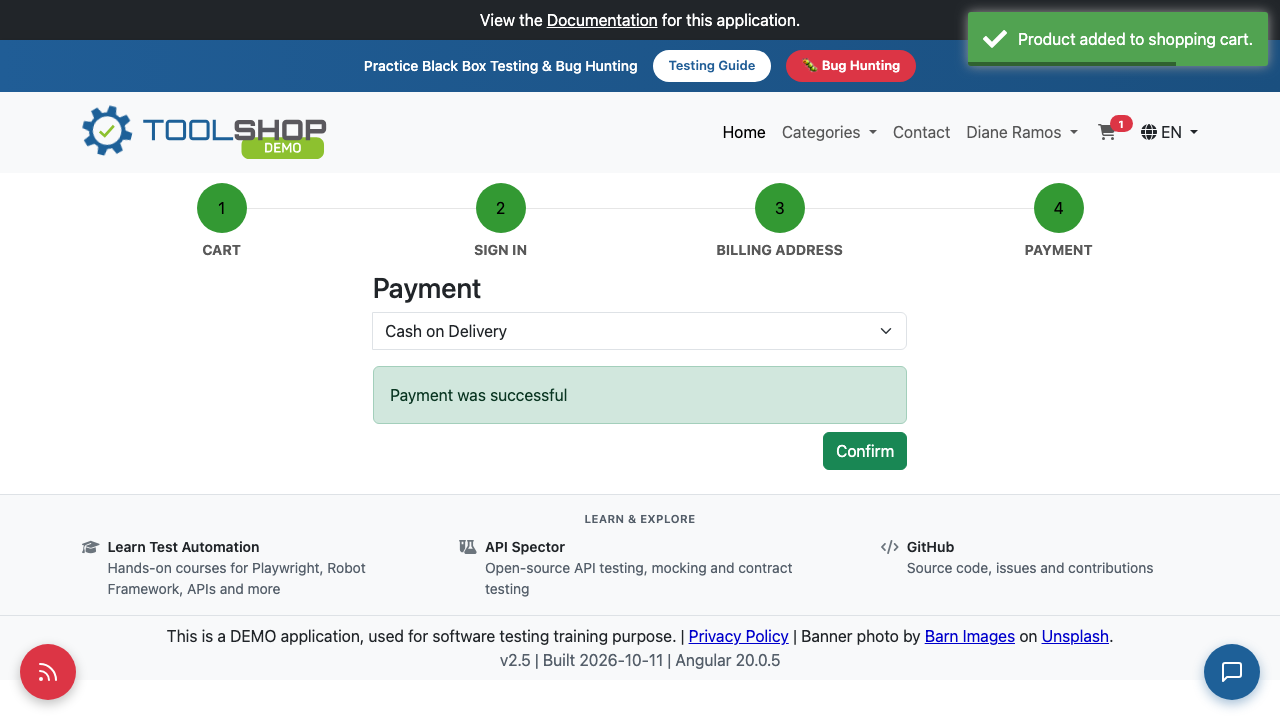 View the Documentation for this application.
Product added to shopping cart.
Practice Black Box Testing & Bug Hunting
Testing Guide
🐛 Bug Hunting
TOOLSHOP
DEMO
Home
Categories
Contact
Diane Ramos
1
EN
1
2
3
4
CART
SIGN IN
BILLING ADDRESS
PAYMENT
Payment
Cash on Delivery
Payment was successful
Confirm
LEARN & EXPLORE
Learn Test Automation
Hands-on courses for Playwright, Robot
Framework, APIs and more
API Spector
Open-source API testing, mocking and contract
testing
GitHub
Source code, issues and contributions
This is a DEMO application, used for software testing training purpose. | Privacy Policy | Banner photo by Barn Images on Unsplash.
v2.5 | Built 2026-10-11 | Angular 20.0.5